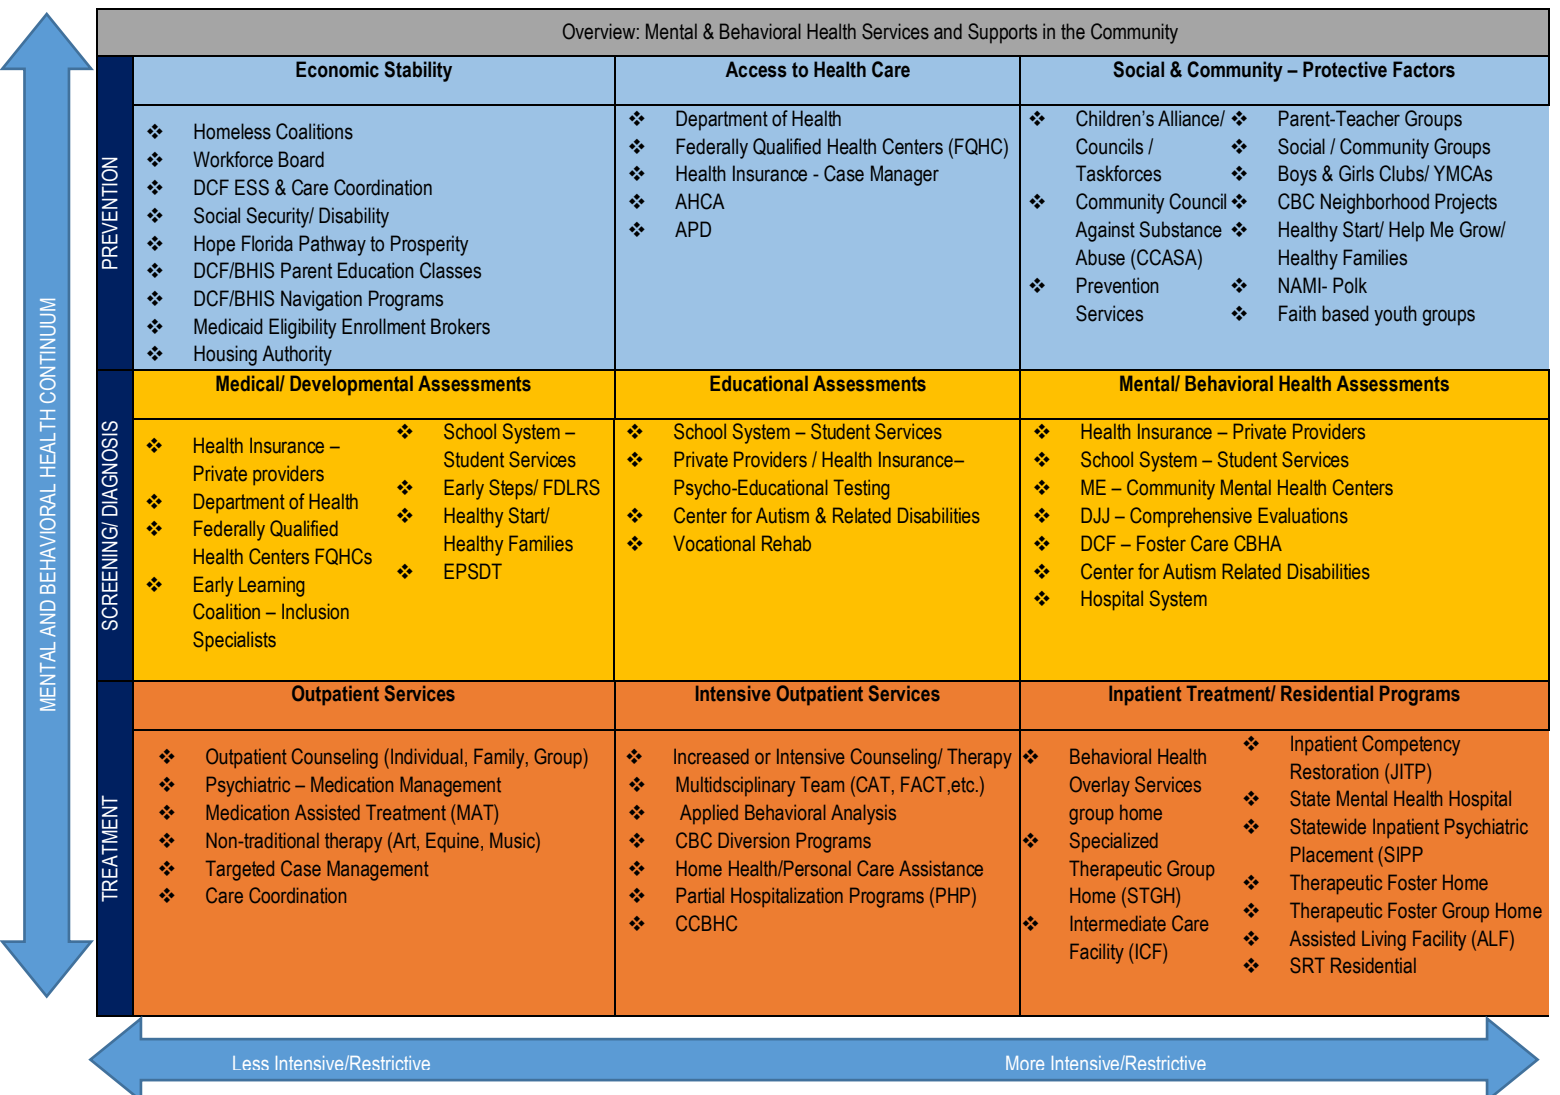 Overview: Mental & Behavioral Health Services and Supports in the Community
MENTAL AND BEHAVIORAL HEALTH CONTINUUM
PREVENTION
Economic Stability
❖ Homeless Coalitions
❖ Workforce Board
❖ DCF ESS & Care Coordination
❖ Social Security/ Disability
❖ Hope Florida Pathway to Prosperity
❖ DCF/BHIS Parent Education Classes
❖ DCF/BHIS Navigation Programs
❖ Medicaid Eligibility Enrollment Brokers
❖ Housing Authority
Access to Health Care
❖ Department of Health
❖ Federally Qualified Health Centers (FQHC)
❖ Health Insurance - Case Manager
❖ AHCA
❖ APD
Social & Community – Protective Factors
❖ Children's Alliance/
Councils /
Taskforces
❖ Community Council
Against Substance
Abuse (CCASA)
❖ Prevention
Services
❖ Parent-Teacher Groups
❖ Social / Community Groups
❖ Boys & Girls Clubs/ YMCAs
❖ CBC Neighborhood Projects
❖ Healthy Start/ Help Me Grow/
Healthy Families
❖ NAMI- Polk
❖ Faith based youth groups
SCREENING/ DIAGNOSIS
Medical/ Developmental Assessments
❖ Health Insurance –
Private providers
❖ Department of Health
❖ Federally Qualified
Health Centers FQHCs
❖ Early Learning
Coalition – Inclusion
Specialists
❖ School System –
Student Services
❖ Early Steps/ FDLRS
❖ Healthy Start/
Healthy Families
❖ EPSDT
Educational Assessments
❖ School System – Student Services
❖ Private Providers / Health Insurance–
Psycho-Educational Testing
❖ Center for Autism & Related Disabilities
❖ Vocational Rehab
Mental/ Behavioral Health Assessments
❖ Health Insurance – Private Providers
❖ School System – Student Services
❖ ME – Community Mental Health Centers
❖ DJJ – Comprehensive Evaluations
❖ DCF – Foster Care CBHA
❖ Center for Autism Related Disabilities
❖ Hospital System
TREATMENT
Outpatient Services
❖ Outpatient Counseling (Individual, Family, Group)
❖ Psychiatric – Medication Management
❖ Medication Assisted Treatment (MAT)
❖ Non-traditional therapy (Art, Equine, Music)
❖ Targeted Case Management
❖ Care Coordination
Intensive Outpatient Services
❖ Increased or Intensive Counseling/ Therapy
❖ Multidsciplinary Team (CAT, FACT,etc.)
❖ Applied Behavioral Analysis
❖ CBC Diversion Programs
❖ Home Health/Personal Care Assistance
❖ Partial Hospitalization Programs (PHP)
❖ CCBHC
Inpatient Treatment/ Residential Programs
❖ Behavioral Health
Overlay Services
group home
❖ Specialized
Therapeutic Group
Home (STGH)
❖ Intermediate Care
Facility (ICF)
❖ Inpatient Competency
Restoration (JITP)
❖ State Mental Health Hospital
❖ Statewide Inpatient Psychiatric
Placement (SIPP
❖ Therapeutic Foster Home
❖ Therapeutic Foster Group Home
❖ Assisted Living Facility (ALF)
❖ SRT Residential
Less Intensive/Restrictive
More Intensive/Restrictive